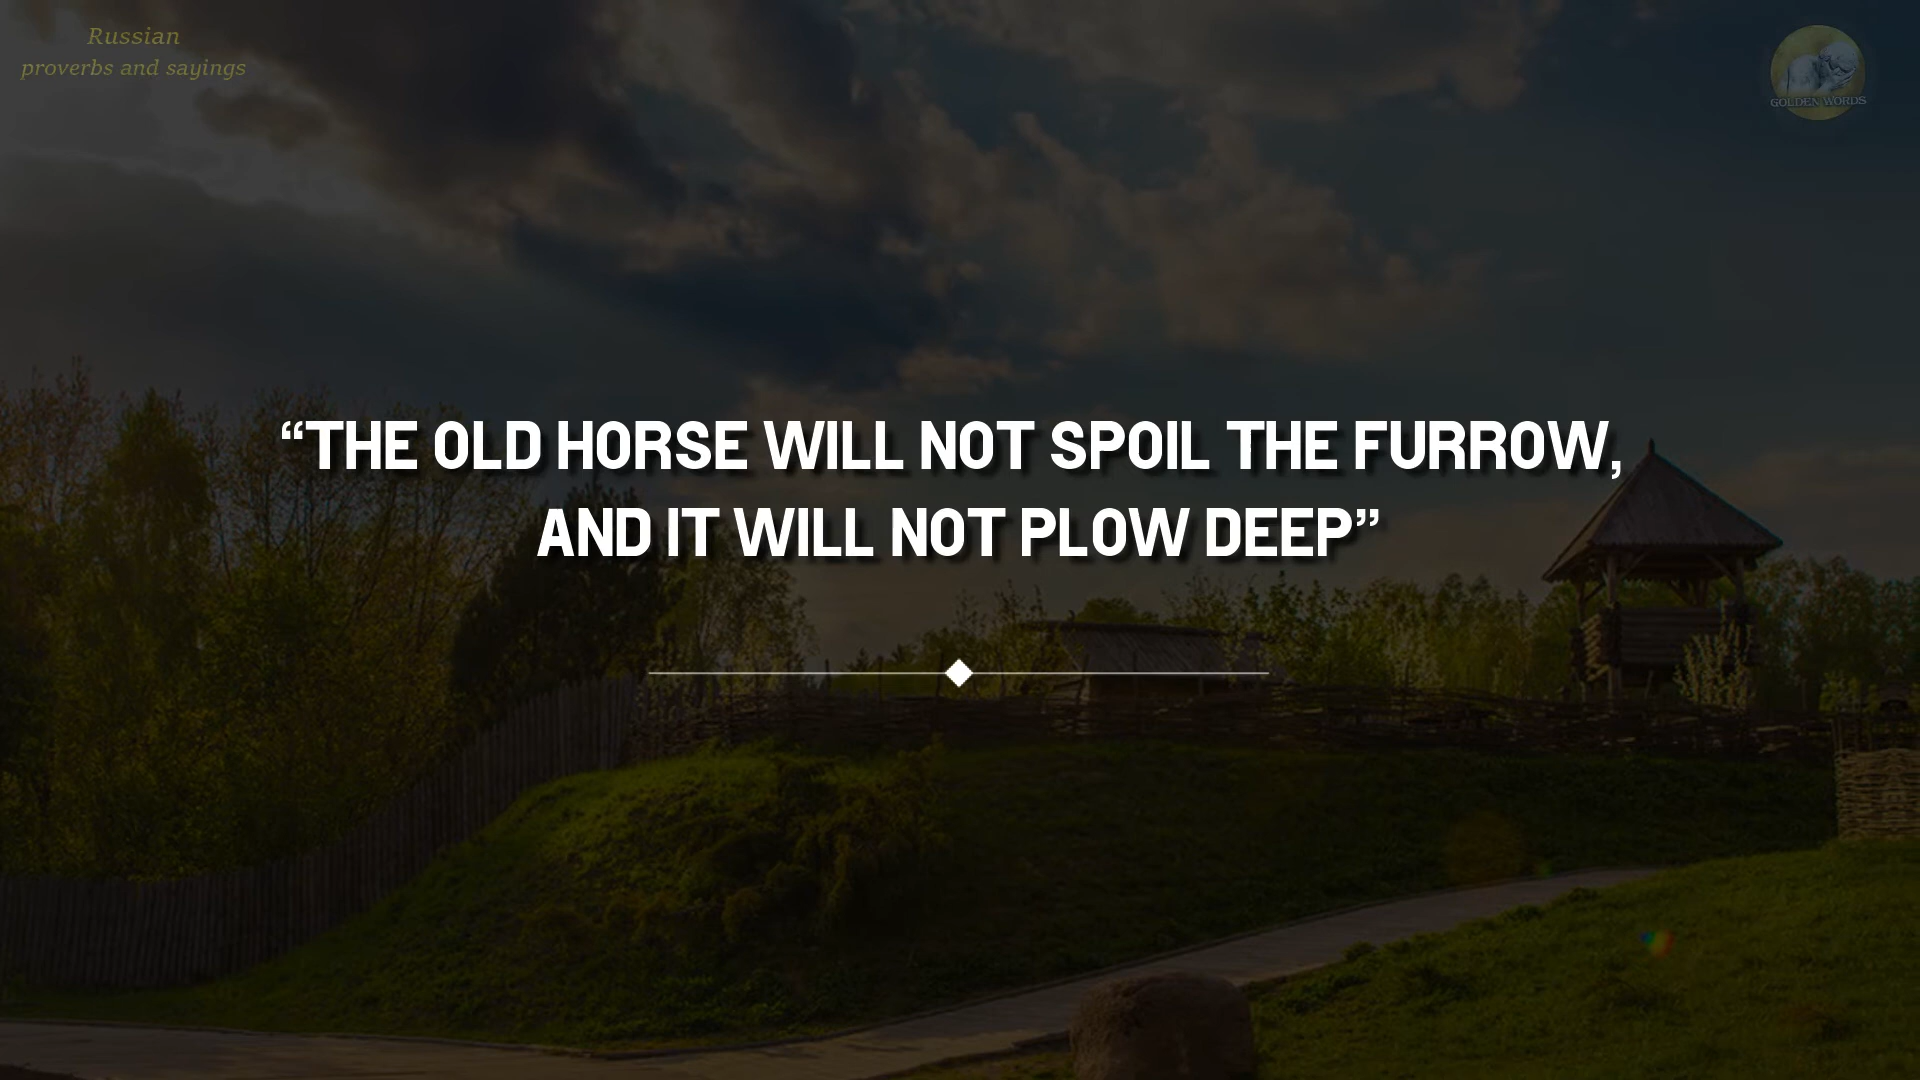 Russian
proverbs and sayings
GOLDEN WORDS
“THE OLD HORSE WILL NOT SPOIL THE FURROW,
AND IT WILL NOT PLOW DEEP”